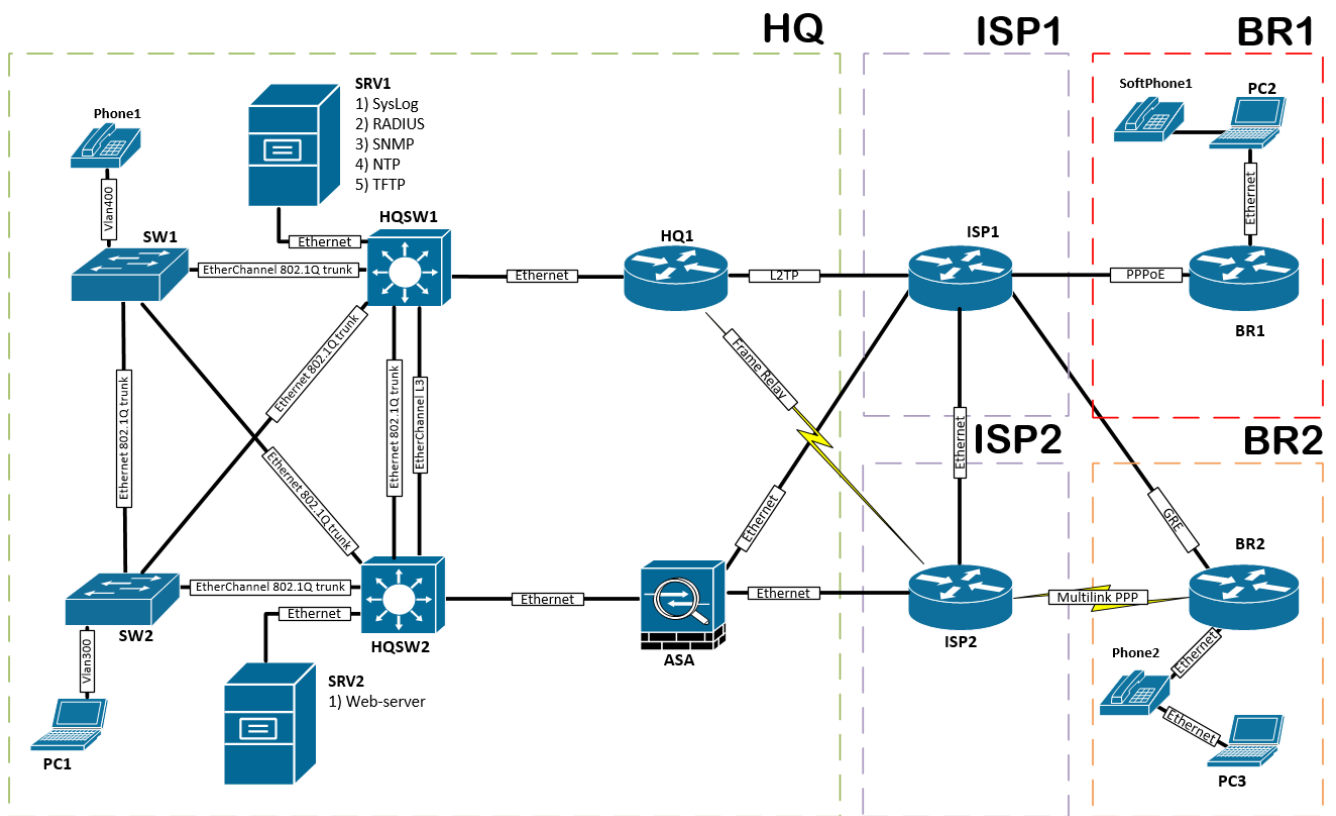 HQ
ISP1
BR1
SRV1
1) SysLog
2) RADIUS
3) SNMP
4) NTP
5) TFTP
Phone1
Vlan400
SW1
Ethernet
HQSW1
EtherChannel 802.1Q trunk
Ethernet
HQ1
L2TP
ISP1
PPPoE
SoftPhone1
PC2
Ethernet
BR1
Ethernet 802.1Q trunk
Ethernet 802.1Q trunk
Ethernet 802.1Q trunk
Ethernet 802.1Q trunk
EtherChannel L3
Frame Relay
Ethernet
Ethernet
GRE
ISP2
BR2
SW2
EtherChannel 802.1Q trunk
Ethernet
HQSW2
Ethernet
ASA
Ethernet
ISP2
Multilink PPP
BR2
Vlan300
PC1
SRV2
1) Web-server
Phone2
Ethernet
Ethernet
PC3